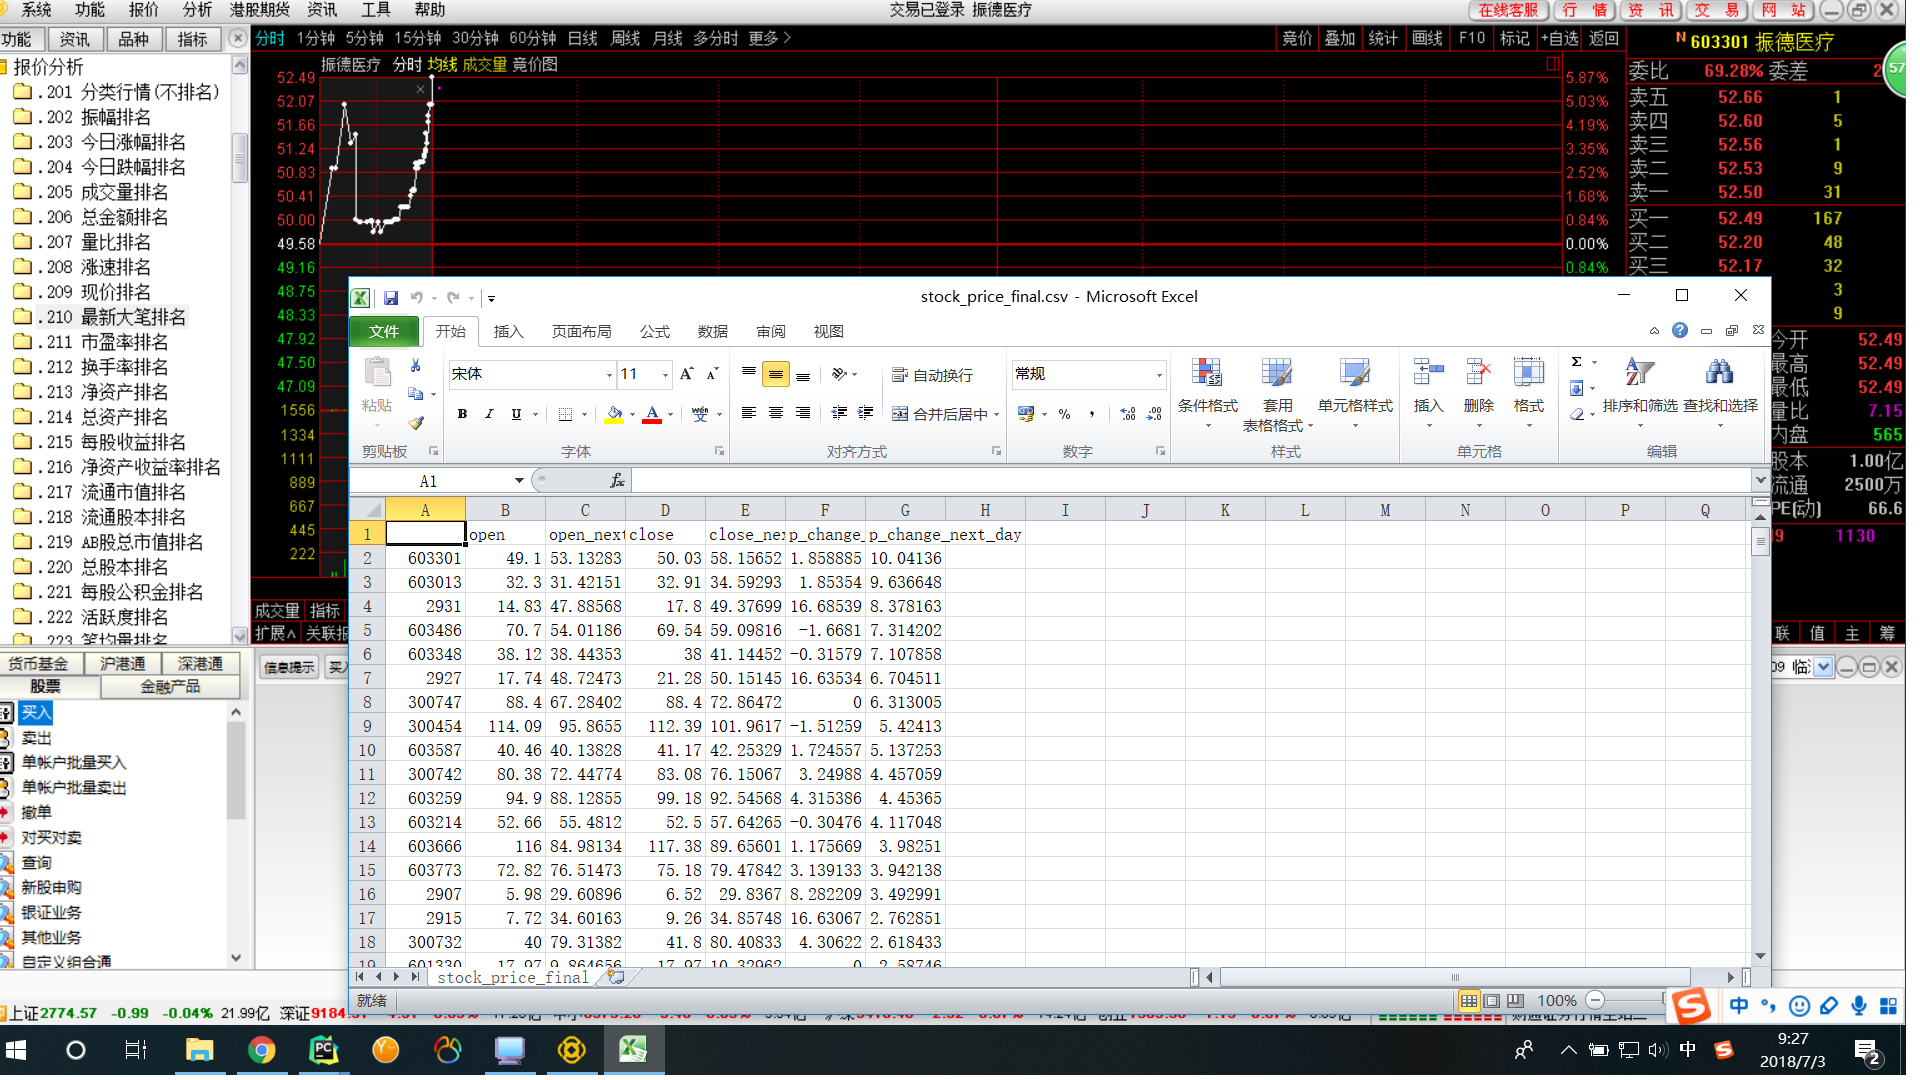 系统 功能 报价 分析 港股期货 资讯 工具 帮助 交易已登录 振德医疗 在线客服 行 情 资 讯 交 易 网 站
功能 资讯 品种 指标 分时 1分钟 5分钟 15分钟 30分钟 60分钟 日线 周线 月线 多分时 更多> 竞价 叠加 统计 画线 F10 标记 +自选 返回 N 603301 振德医疗
报价分析
.201 分类行情(不排名)
.202 振幅排名
.203 今日涨幅排名
.204 今日跌幅排名
.205 成交量排名
.206 总金额排名
.207 量比排名
.208 涨速排名
.209 现价排名
.210 最新大笔排名
.211 市盈率排名
.212 换手率排名
.213 净资产排名
.214 总资产排名
.215 每股收益排名
.216 净资产收益率排名
.217 流通市值排名
.218 流通股本排名
.219 AB股总市值排名
.220 总股本排名
.221 每股公积金排名
.222 活跃度排名
.223 笔均量排名
振德医疗 分时 均线 成交量 竞价图
52.49 5.87%
52.07 5.03%
51.66 4.19%
51.24 3.35%
50.83 2.52%
50.41 1.68%
50.00 0.84%
49.58 0.00%
49.16 0.84%
48.75
48.33
47.92
47.50
47.09
1556
1334
1111
889
667
445
222
成交量 指标
扩展∧ 关联报
委比 69.28% 委差 2
57
卖五 52.66 1
卖四 52.60 5
卖三 52.56 1
卖二 52.53 9
卖一 52.50 31
买一 52.49 167
买二 52.20 48
买三 52.17 32
3
9
今开 52.49
最高 52.49
最低 52.49
量比 7.15
内盘 565
股本 1.00亿
流通 2500万
PE(动) 66.6
9 1130
联 值 主 筹
stock_price_final.csv - Microsoft Excel
文件 开始 插入 页面布局 公式 数据 审阅 视图
粘贴 宋体 11 自动换行 常规 条件格式 套用 表格格式 单元格样式 插入 删除 格式 排序和筛选 查找和选择
B I U A wén 合并后居中 % ,
剪贴板 字体 对齐方式 数字 样式 单元格 编辑
A1 fx
A B C D E F G H I J K L M N O P Q
1 open open_next close close_nex p_change_ p_change_next_day
2 603301 49.1 53.13283 50.03 58.15652 1.858885 10.04136
3 603013 32.3 31.42151 32.91 34.59293 1.85354 9.636648
4 2931 14.83 47.88568 17.8 49.37699 16.68539 8.378163
5 603486 70.7 54.01186 69.54 59.09816 -1.6681 7.314202
6 603348 38.12 38.44353 38 41.14452 -0.31579 7.107858
7 2927 17.74 48.72473 21.28 50.15145 16.63534 6.704511
8 300747 88.4 67.28402 88.4 72.86472 0 6.313005
9 300454 114.09 95.8655 112.39 101.9617 -1.51259 5.42413
10 603587 40.46 40.13828 41.17 42.25329 1.724557 5.137253
11 300742 80.38 72.44774 83.08 76.15067 3.24988 4.457059
12 603259 94.9 88.12855 99.18 92.54568 4.315386 4.45365
13 603214 52.66 55.4812 52.5 57.64265 -0.30476 4.117048
14 603666 116 84.98134 117.38 89.65601 1.175669 3.98251
15 603773 72.82 76.51473 75.18 79.47842 3.139133 3.942138
16 2907 5.98 29.60896 6.52 29.8367 8.282209 3.492991
17 2915 7.72 34.60163 9.26 34.85748 16.63067 2.762851
18 300732 40 79.31382 41.8 80.40833 4.30622 2.618433
19 601330 17.97 9.864656 17.97 10.32962 0 2.58746
stock_price_final
就绪 100%
货币基金 沪港通 深港通
股票 金融产品
信息提示 买入
09 临
买入
卖出
单帐户批量买入
单帐户批量卖出
撤单
对买对卖
查询
新股申购
银证业务
其他业务
自定义组合通
上证2774.57 -0.99 -0.04% 21.99亿 深证9184
中
9:27
2018/7/3
中
2